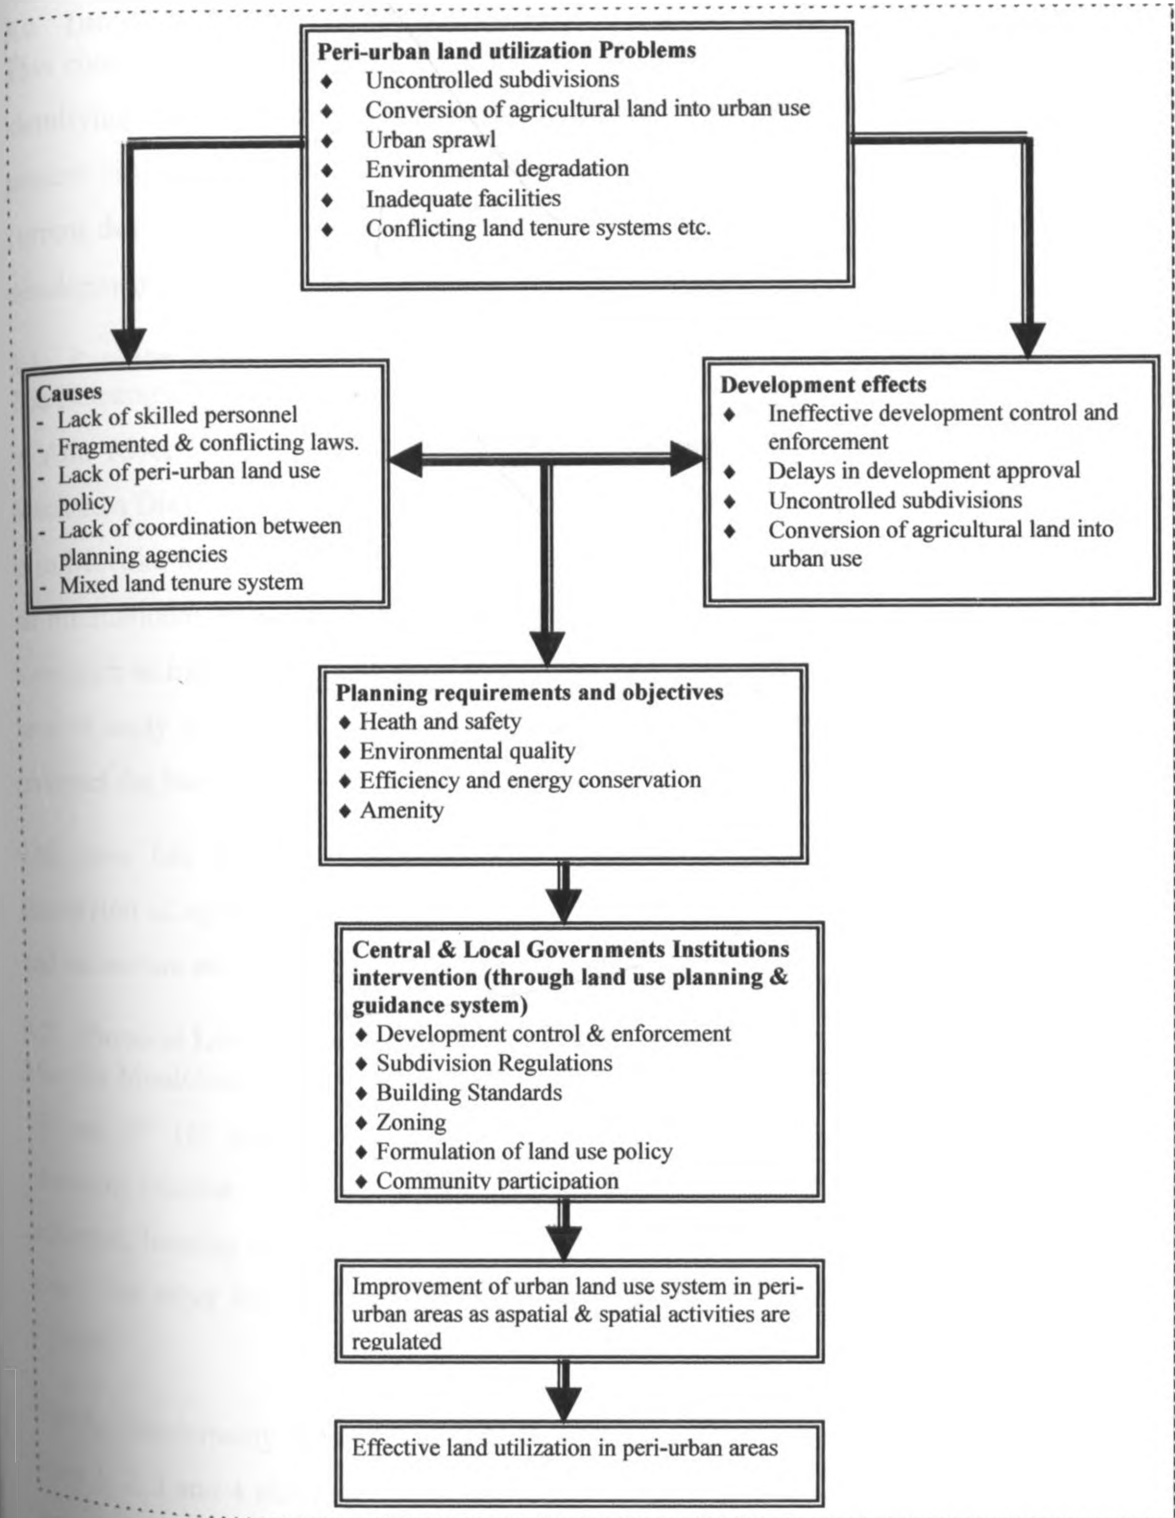 Peri-urban land utilization Problems
♦ Uncontrolled subdivisions
♦ Conversion of agricultural land into urban use
♦ Urban sprawl
♦ Environmental degradation
♦ Inadequate facilities
♦ Conflicting land tenure systems etc.
Causes
- Lack of skilled personnel
- Fragmented & conflicting laws.
- Lack of peri-urban land use
policy
- Lack of coordination between
planning agencies
- Mixed land tenure system
Development effects
♦ Ineffective development control and
enforcement
♦ Delays in development approval
♦ Uncontrolled subdivisions
♦ Conversion of agricultural land into
urban use
Planning requirements and objectives
♦ Heath and safety
♦ Environmental quality
♦ Efficiency and energy conservation
♦ Amenity
Central & Local Governments Institutions
intervention (through land use planning &
guidance system)
♦ Development control & enforcement
♦ Subdivision Regulations
♦ Building Standards
♦ Zoning
♦ Formulation of land use policy
♦ Community participation
Improvement of urban land use system in peri-
urban areas as aspatial & spatial activities are
regulated
Effective land utilization in peri-urban areas